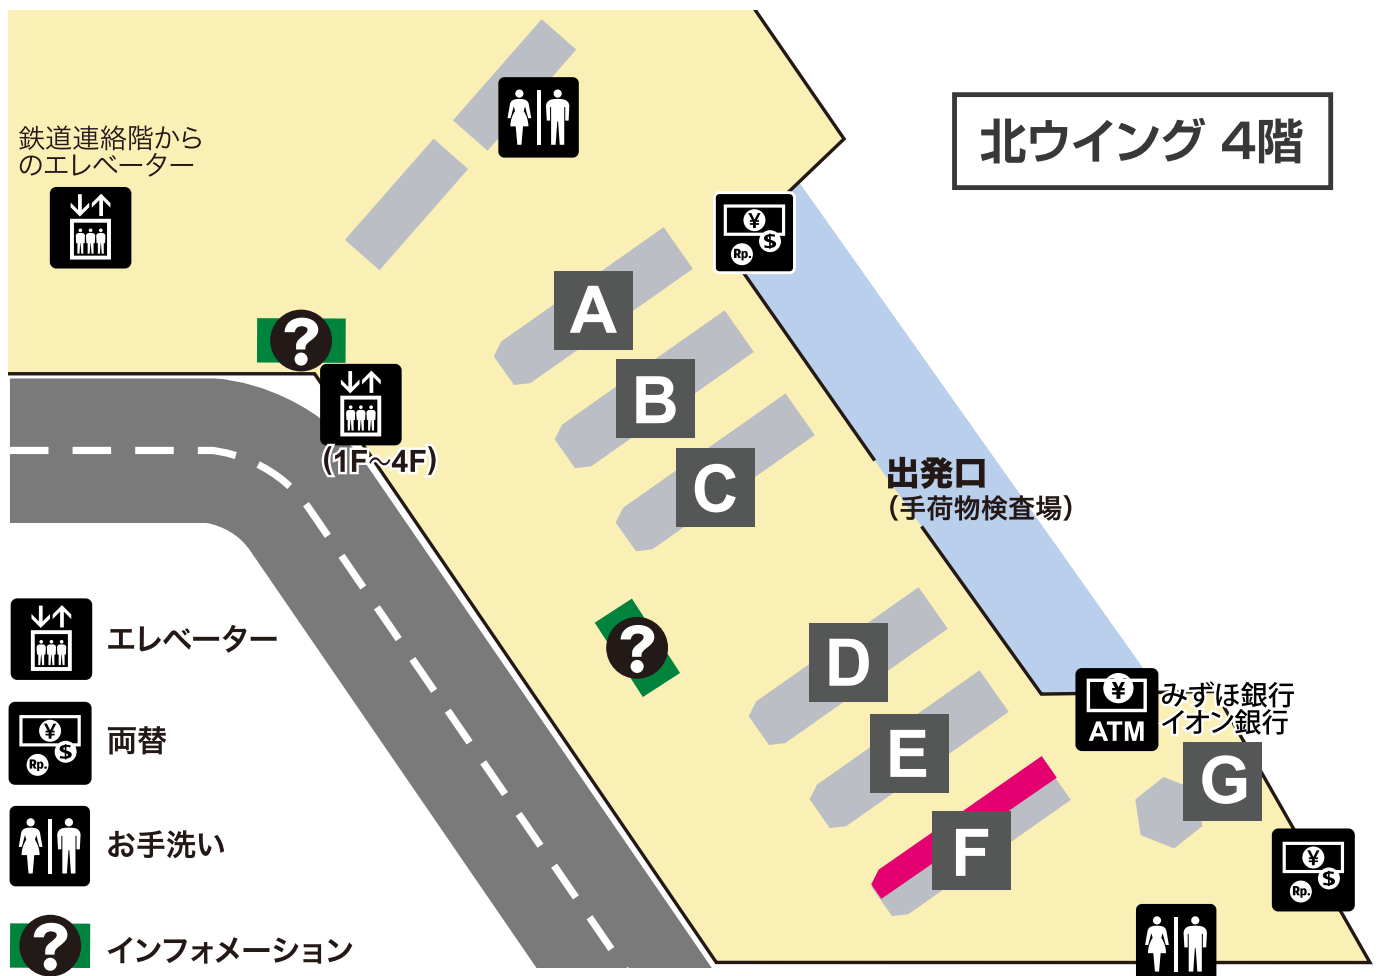 北ウイング 4階
鉄道連絡階から
のエレベーター
¥
$
Rp.
A
?
B
(1F～4F)
C
出発口
（手荷物検査場）
エレベーター
?
D
¥
ATM
みずほ銀行
イオン銀行
¥
$
Rp.
両替
E
G
F
お手洗い
¥
$
Rp.
?
インフォメーション